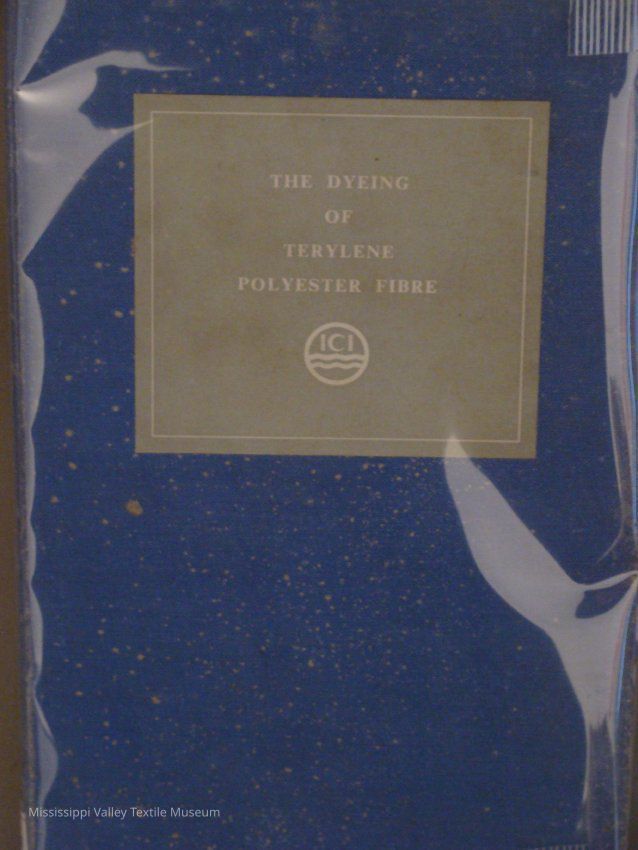 THE DYEING
OF
TERYLENE
POLYESTER FIBRE
ICI
Mississippi Valley Textile Museum